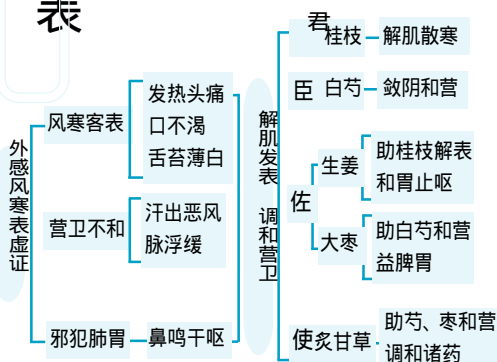 表
外感风寒表虚证
风寒客表
发热头痛
口不渴
舌苔薄白
营卫不和
汗出恶风
脉浮缓
邪犯肺胃
鼻鸣干呕
解肌发表 调和营卫
君 桂枝
解肌散寒
臣 白芍
敛阴和营
佐
生姜
助桂枝解表
和胃止呕
大枣
助白芍和营
益脾胃
使 炙甘草
助芍、枣和营
调和诸药